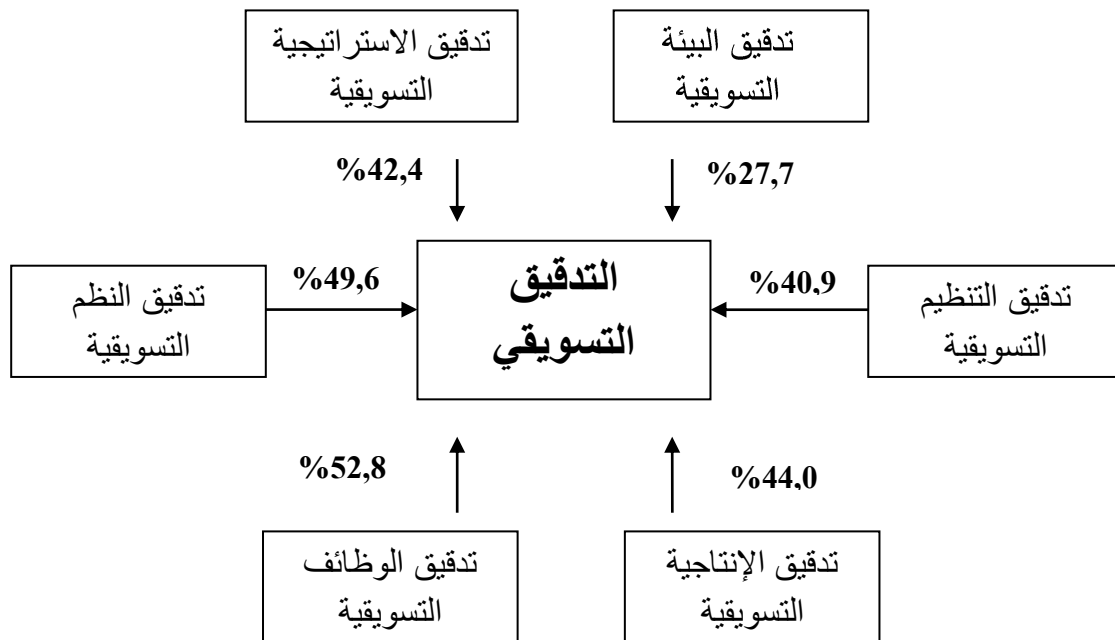 تدقيق البيئة
التسويقية
تدقيق الاستراتيجية
التسويقية
%27,7
%42,4
تدقيق التنظيم
التسويقية
%40,9
التدقيق
التسويقي
%49,6
تدقيق النظم
التسويقية
%44,0
%52,8
تدقيق الإنتاجية
التسويقية
تدقيق الوظائف
التسويقية